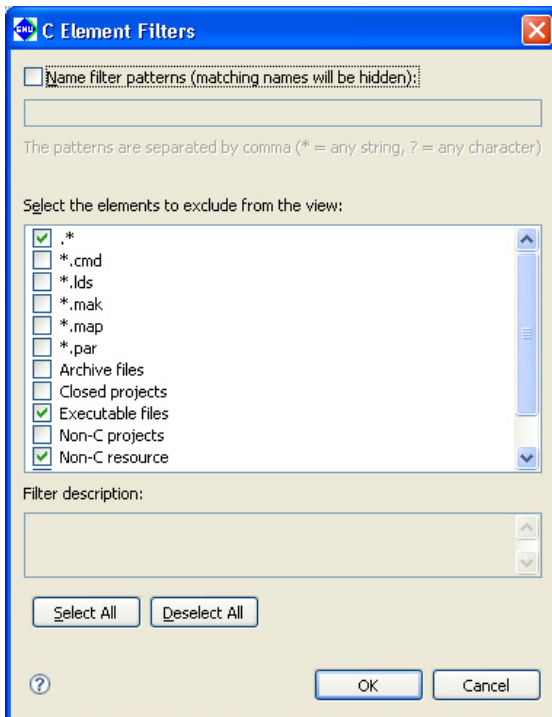 GNU C Element Filters
Name filter patterns (matching names will be hidden):
The patterns are separated by comma (* = any string, ? = any character)
Select the elements to exclude from the view:
.*
*.cmd
*.lds
*.mak
*.map
*.par
Archive files
Closed projects
Executable files
Non-C projects
Non-C resource
Filter description:
Select All Deselect All
? OK Cancel